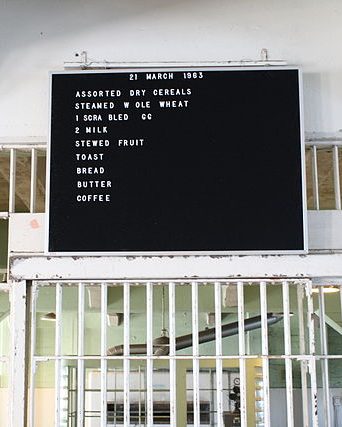 21 MARCH 1963
ASSORTED DRY CEREALS
STEAMED W OLE WHEAT
1 SCRA BLED GG
2 MILK
STEWED FRUIT
TOAST
BREAD
BUTTER
COFFEE